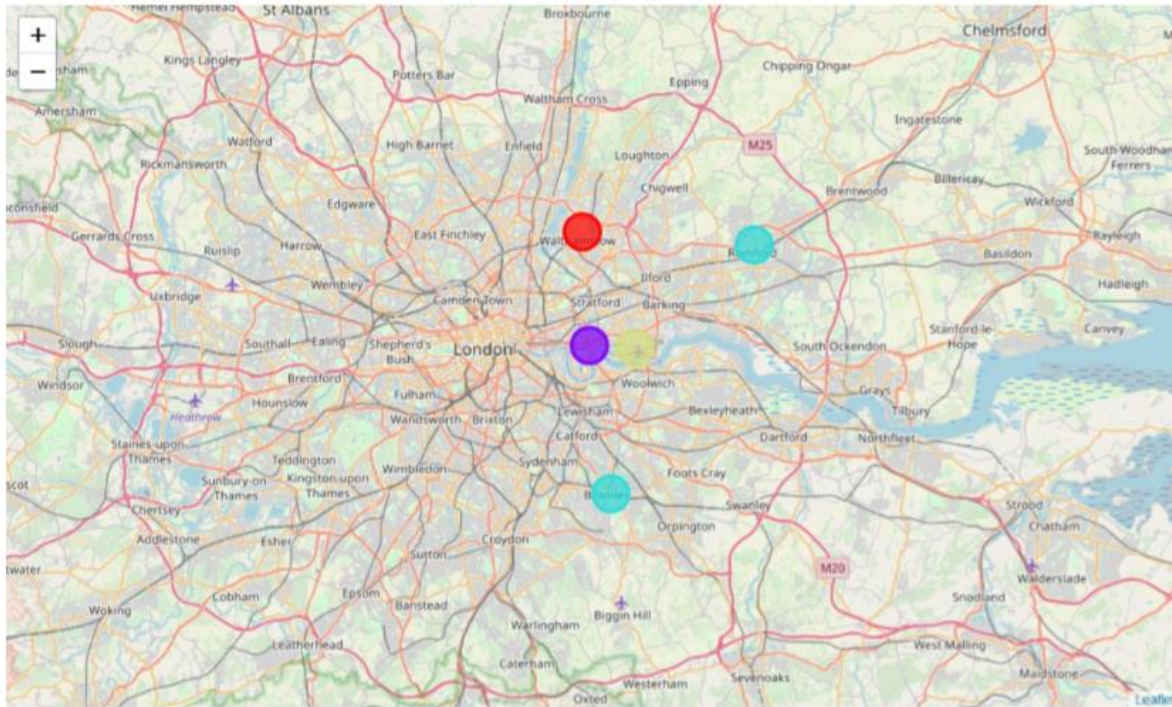 Hemel Hempstead
St Albans
Broxbourne
Chelmsford
+
−
Kings Langley
Potters Bar
Epping
Chipping Ongar
Amersham
Waltham Cross
Ingatestone
Watford
High Barnet
Enfield
Loughton
M25
South Woodham
Ferrers
Rickmansworth
Chigwell
Brentwood
Billericay
Edgware
Wickford
Gerrards Cross
East Finchley
Rayleigh
Ruislip
Harrow
Basildon
Wembley
Ilford
Hadleigh
Uxbridge
Camden Town
Stratford
Barking
Canvey
Slough
Southall
Ealing
Shepherd's
Bush
London
South Ockendon
Stanford-le-
Hope
Windsor
Brentford
Woolwich
Grays
Heathrow
Hounslow
Fulham
Wandsworth
Brixton
Lewisham
Bexleyheath
Tilbury
Staines-upon-
Thames
Catford
Dartford
Northfleet
Teddington
Wimbledon
Sydenham
Foots Cray
Sunbury-on
Thames
Kingston upon
Thames
Chertsey
Swanley
Strood
Orpington
Chatham
Addlestone
Esher
Croydon
Sutton
M20
Walderslade
Cobham
Epsom
Banstead
Biggin Hill
Snodland
Woking
Warlingham
Leatherhead
West Malling
Caterham
Maidstone
Westerham
Sevenoaks
Oxted